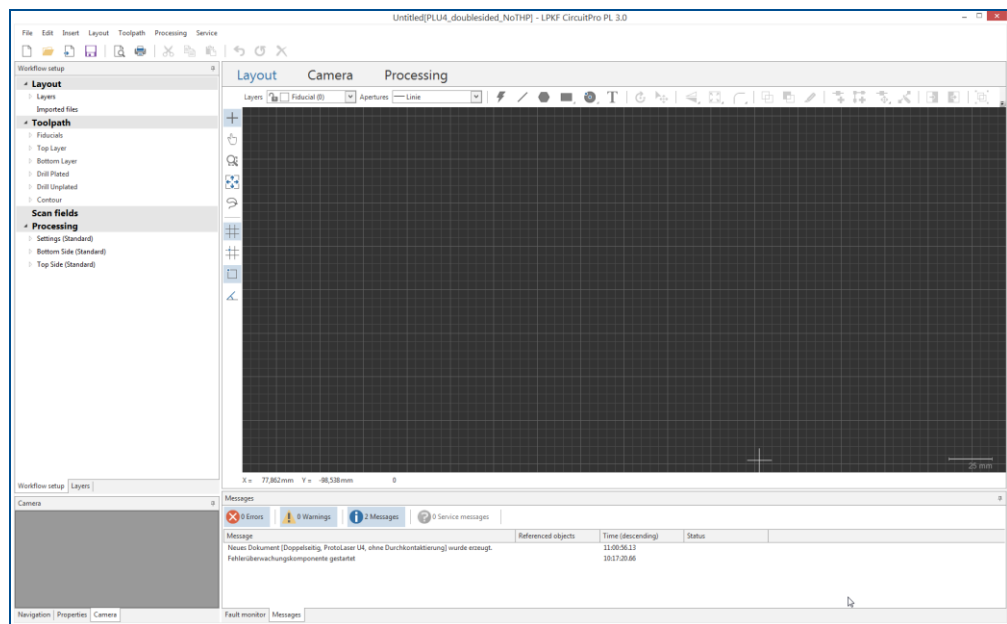 Untitled[PLU4_doublesided_NoTHP] - LPKF CircuitPro PL 3.0
File Edit Insert Layout Toolpath Processing Service
Workflow setup
Layout
Layers
Imported files
Toolpath
Fiducials
Top Layer
Bottom Layer
Drill Plated
Drill Unplated
Contour
Scan fields
Processing
Settings (Standard)
Bottom Side (Standard)
Top Side (Standard)
Workflow setup Layers
Camera
Navigation Properties Camera
Layout Camera Processing
Layers Fiducial (0) Apertures Linie
25 mm
X = 77,862mm Y = -98,538mm 0
Messages
0 Errors 0 Warnings 2 Messages 0 Service messages
Message Referenced objects Time (descending) Status
Neues Dokument [Doppelseitig, ProtoLaser U4, ohne Durchkontaktierung] wurde erzeugt. 11:00:56.13
Fehlerüberwachungskomponente gestartet 10:17:20.66
Fault monitor Messages